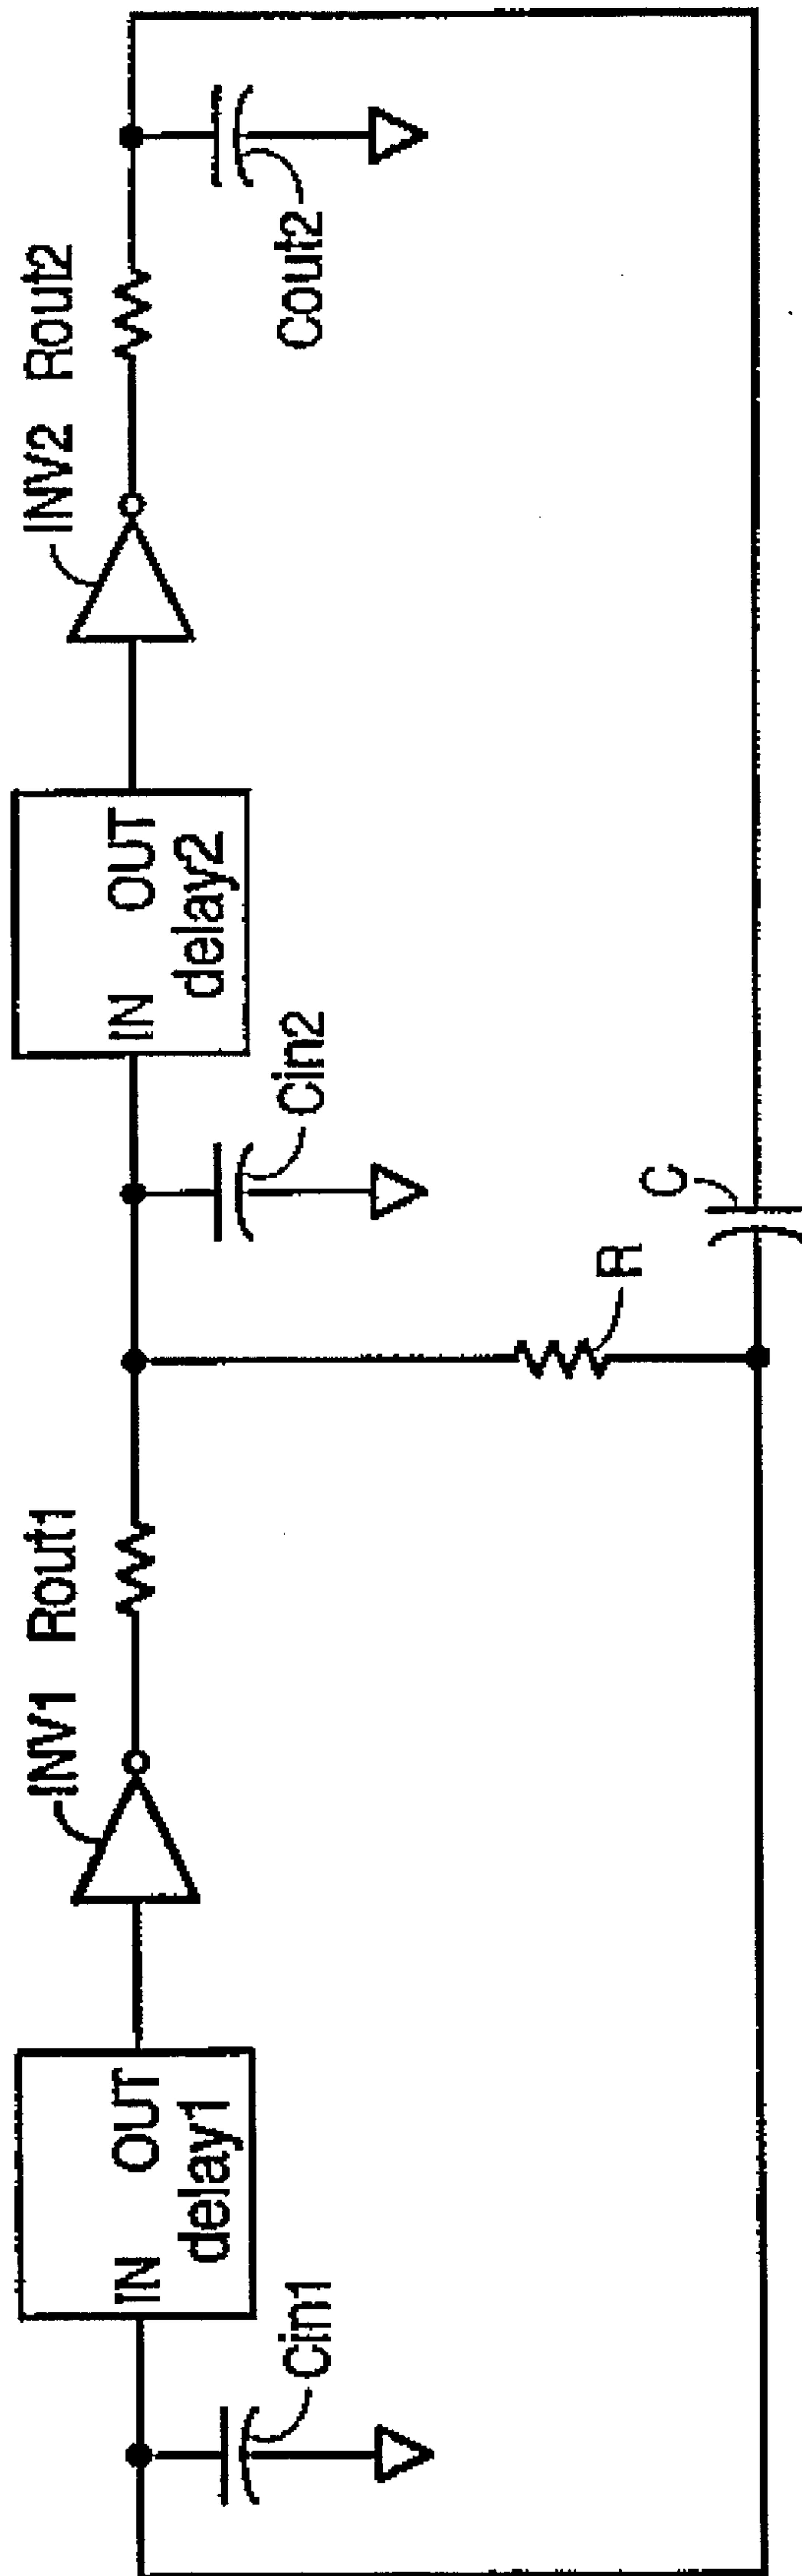 INV1 Rout1
INV2 Rout2
IN OUT
delay1
IN OUT
delay2
Cin1
Cin2
Cout2
R
C